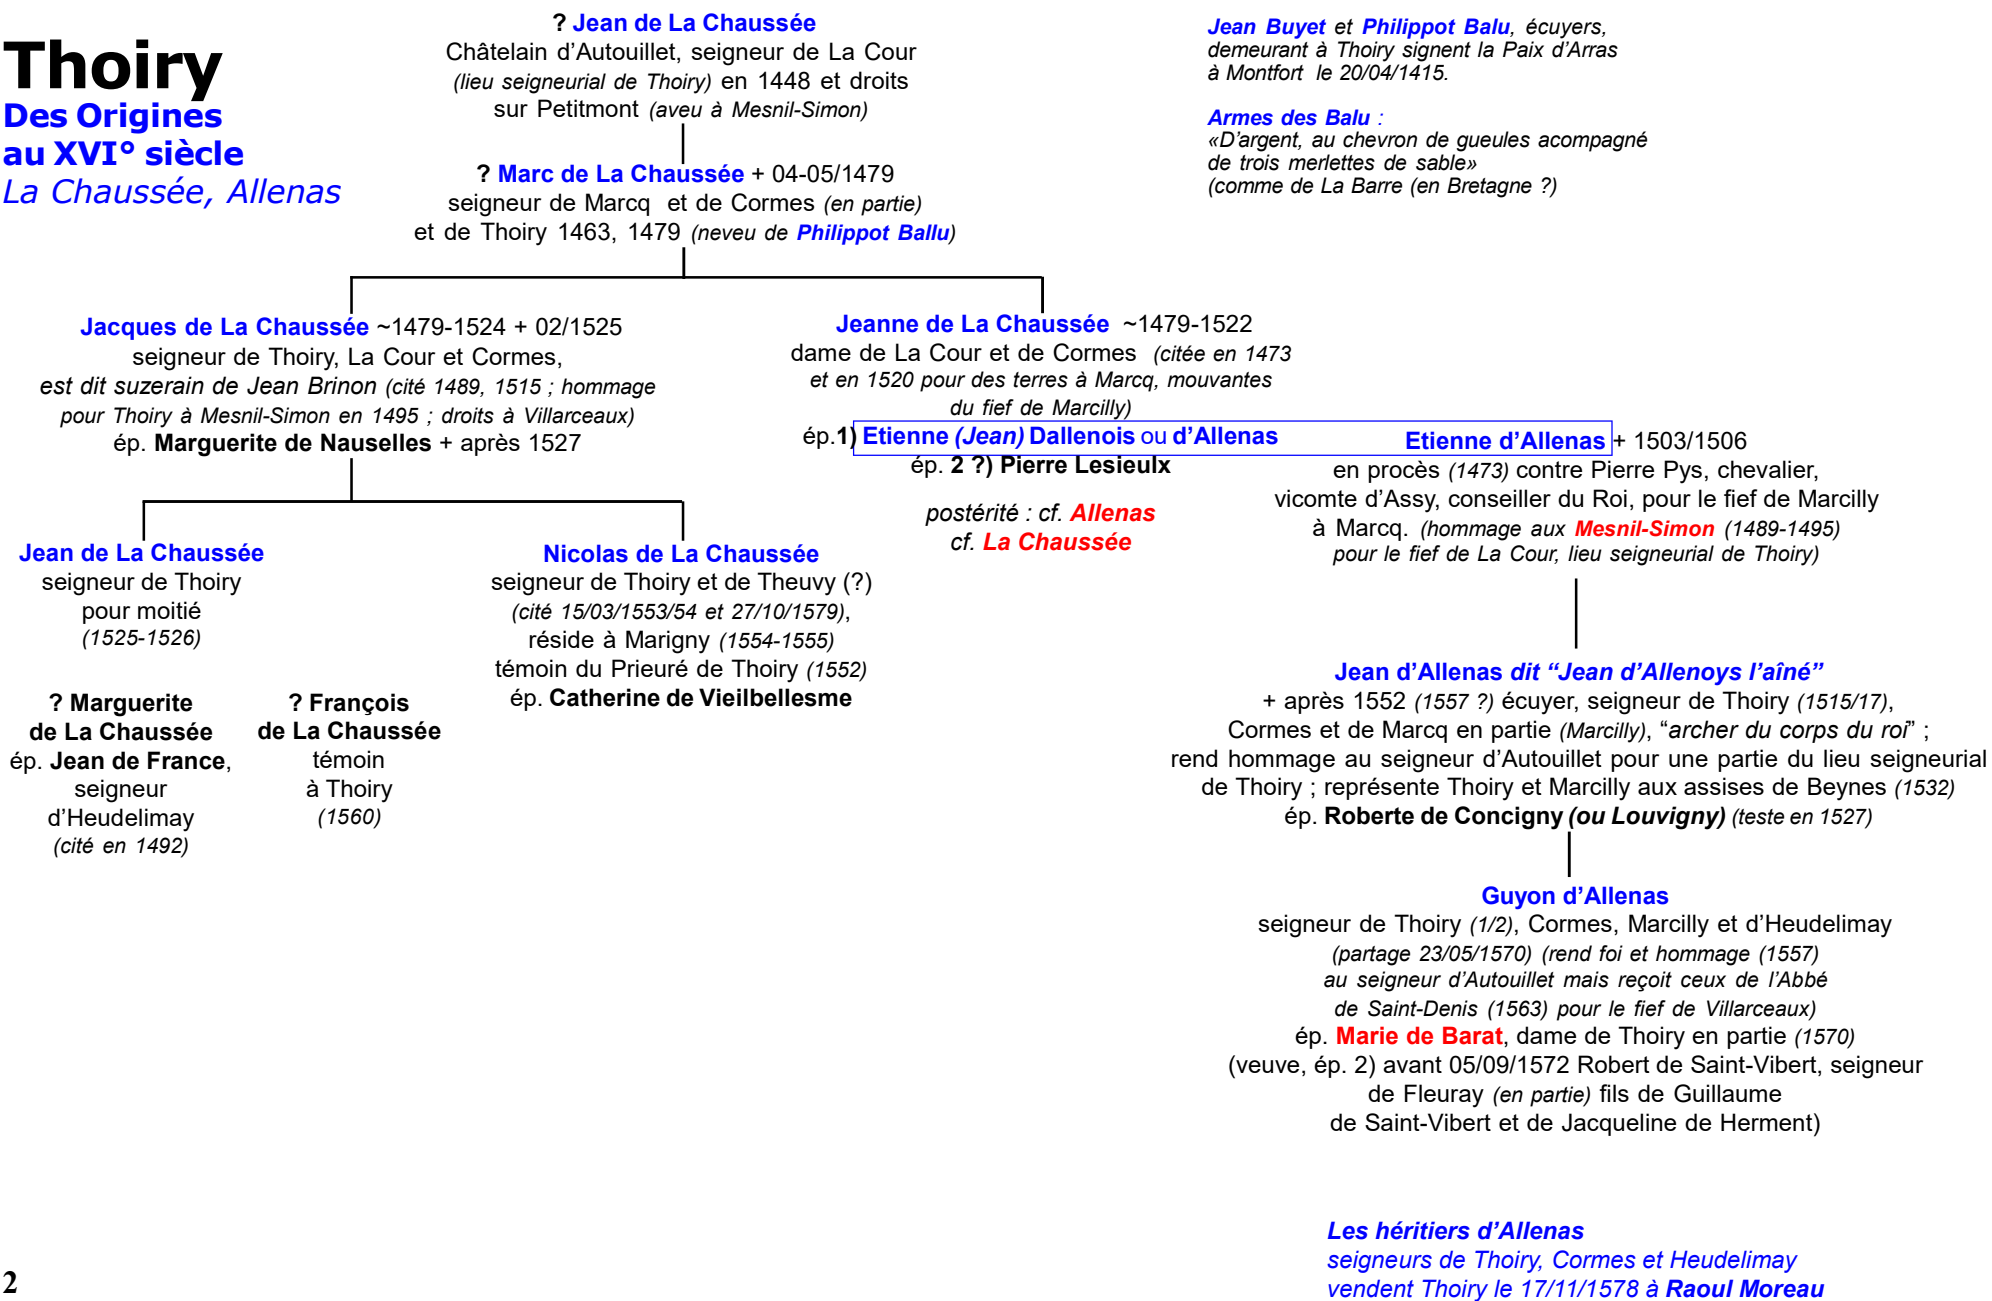 Thoiry
Des Origines
au XVI° siècle
La Chaussée, Allenas
? Jean de La Chaussée
Châtelain d’Autouillet, seigneur de La Cour
(lieu seigneurial de Thoiry) en 1448 et droits
sur Petitmont (aveu à Mesnil-Simon)
Jean Buyet et Philippot Balu, écuyers,
demeurant à Thoiry signent la Paix d’Arras
à Montfort le 20/04/1415.
Armes des Balu :
«D’argent, au chevron de gueules acompagné
de trois merlettes de sable»
(comme de La Barre (en Bretagne ?)
? Marc de La Chaussée + 04-05/1479
seigneur de Marcq et de Cormes (en partie)
et de Thoiry 1463, 1479 (neveu de Philippot Ballu)
Jacques de La Chaussée ~1479-1524 + 02/1525
seigneur de Thoiry, La Cour et Cormes,
est dit suzerain de Jean Brinon (cité 1489, 1515 ; hommage
pour Thoiry à Mesnil-Simon en 1495 ; droits à Villarceaux)
ép. Marguerite de Nauselles + après 1527
Jeanne de La Chaussée ~1479-1522
dame de La Cour et de Cormes (citée en 1473
et en 1520 pour des terres à Marcq, mouvantes
du fief de Marcilly)
ép.1) Etienne (Jean) Dallenois ou d’Allenas
ép. 2 ?) Pierre Lesieulx
postérité : cf. Allenas
cf. La Chaussée
Etienne d’Allenas + 1503/1506
en procès (1473) contre Pierre Pys, chevalier,
vicomte d’Assy, conseiller du Roi, pour le fief de Marcilly
à Marcq. (hommage aux Mesnil-Simon (1489-1495)
pour le fief de La Cour, lieu seigneurial de Thoiry)
Jean de La Chaussée
seigneur de Thoiry
pour moitié
(1525-1526)
Nicolas de La Chaussée
seigneur de Thoiry et de Theuvy (?)
(cité 15/03/1553/54 et 27/10/1579),
réside à Marigny (1554-1555)
témoin du Prieuré de Thoiry (1552)
ép. Catherine de Vieilbellesme
? Marguerite
de La Chaussée
ép. Jean de France,
seigneur
d’Heudelimay
(cité en 1492)
? François
de La Chaussée
témoin
à Thoiry
(1560)
Jean d’Allenas dit “Jean d’Allenoys l’aîné”
+ après 1552 (1557 ?) écuyer, seigneur de Thoiry (1515/17),
Cormes et de Marcq en partie (Marcilly), “archer du corps du roi” ;
rend hommage au seigneur d’Autouillet pour une partie du lieu seigneurial
de Thoiry ; représente Thoiry et Marcilly aux assises de Beynes (1532)
ép. Roberte de Concigny (ou Louvigny) (teste en 1527)
Guyon d’Allenas
seigneur de Thoiry (1/2), Cormes, Marcilly et d’Heudelimay
(partage 23/05/1570) (rend foi et hommage (1557)
au seigneur d’Autouillet mais reçoit ceux de l’Abbé
de Saint-Denis (1563) pour le fief de Villarceaux)
ép. Marie de Barat, dame de Thoiry en partie (1570)
(veuve, ép. 2) avant 05/09/1572 Robert de Saint-Vibert, seigneur
de Fleuray (en partie) fils de Guillaume
de Saint-Vibert et de Jacqueline de Herment)
Les héritiers d’Allenas
seigneurs de Thoiry, Cormes et Heudelimay
vendent Thoiry le 17/11/1578 à Raoul Moreau
2